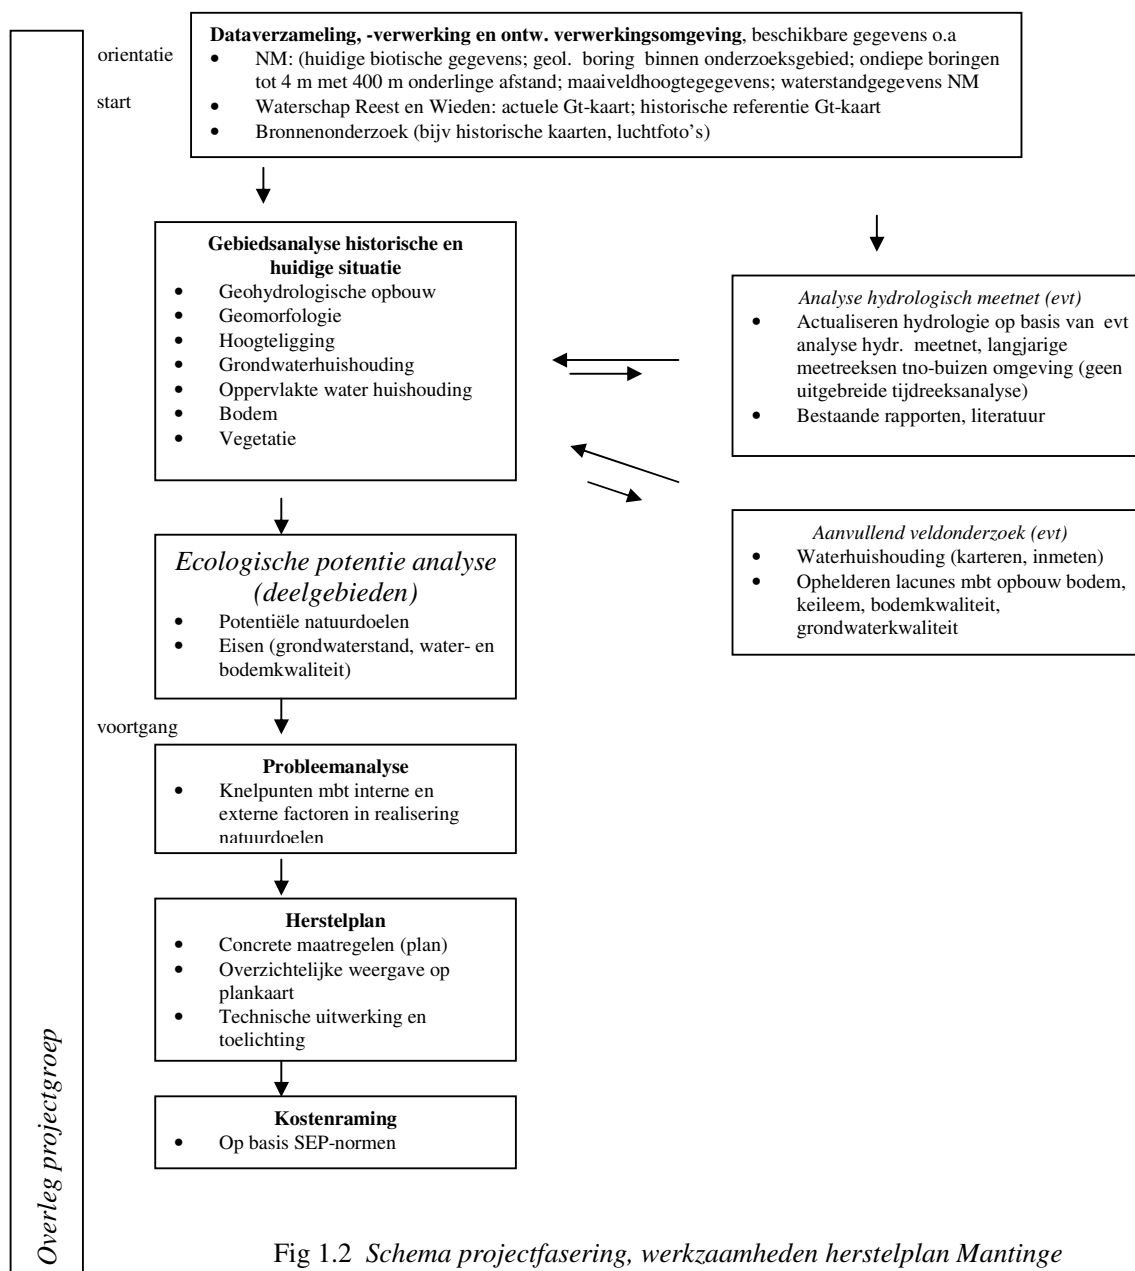 orientatie
start
Dataverzameling, -verwerking en ontw. verwerkingsomgeving, beschikbare gegevens o.a
• NM: (huidige biotische gegevens; geol. boring binnen onderzoeksgebied; ondiepe boringen
tot 4 m met 400 m onderlinge afstand; maaiveldhoogtegegevens; waterstandgegevens NM
• Waterschap Reest en Wieden: actuele Gt-kaart; historische referentie Gt-kaart
• Bronnenonderzoek (bijv historische kaarten, luchtfoto's)
Gebiedsanalyse historische en
huidige situatie
• Geohydrologische opbouw
• Geomorfologie
• Hoogteligging
• Grondwaterhuishouding
• Oppervlakte water huishouding
• Bodem
• Vegetatie
Analyse hydrologisch meetnet (evt)
• Actualiseren hydrologie op basis van evt
analyse hydr. meetnet, langjarige
meetreeksen tno-buizen omgeving (geen
uitgebreide tijdreeksanalyse)
• Bestaande rapporten, literatuur
Aanvullend veldonderzoek (evt)
• Waterhuishouding (karteren, inmeten)
• Ophelderen lacunes mbt opbouw bodem,
keileem, bodemkwaliteit,
grondwaterkwaliteit
Ecologische potentie analyse
(deelgebieden)
• Potentiële natuurdoelen
• Eisen (grondwaterstand, water- en
bodemkwaliteit)
voortgang
Probleemanalyse
• Knelpunten mbt interne en
externe factoren in realisering
natuurdoelen
Herstelplan
• Concrete maatregelen (plan)
• Overzichtelijke weergave op
plankaart
• Technische uitwerking en
toelichting
Kostenraming
• Op basis SEP-normen
Overleg projectgroep
Fig 1.2 Schema projectfasering, werkzaamheden herstelplan Mantinge